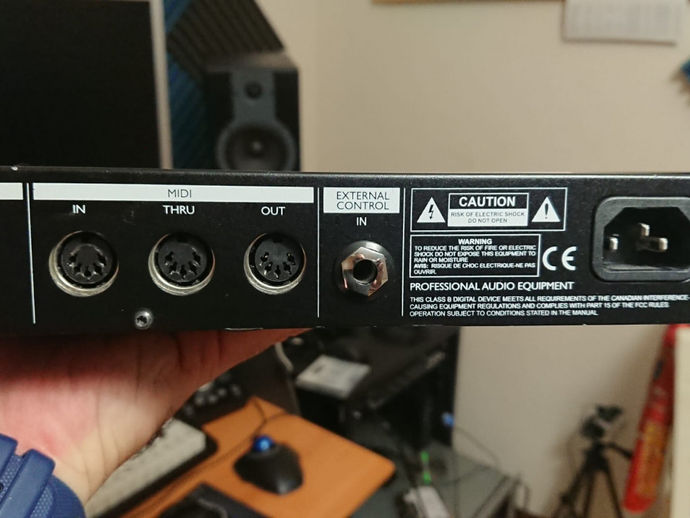 MIDI
IN
THRU
OUT
EXTERNAL
CONTROL
IN
CAUTION
RISK OF ELECTRIC SHOCK
DO NOT OPEN
WARNING
TO REDUCE THE RISK OF FIRE OR ELECTRIC
SHOCK DO NOT EXPOSE THIS EQUIPMENT TO
RAIN OR MOISTURE
AVIS: RISQUE DE CHOC ELECTRIQUE-NE PAS
OUVRIR.
CE
PROFESSIONAL AUDIO EQUIPMENT
THIS CLASS B DIGITAL DEVICE MEETS ALL REQUIREMENTS OF THE CANADIAN INTERFERENCE-
CAUSING EQUIPMENT REGULATIONS AND COMPLIES WITH PART 15 OF THE FCC RULES.
OPERATION SUBJECT TO CONDITIONS STATED IN THE MANUAL